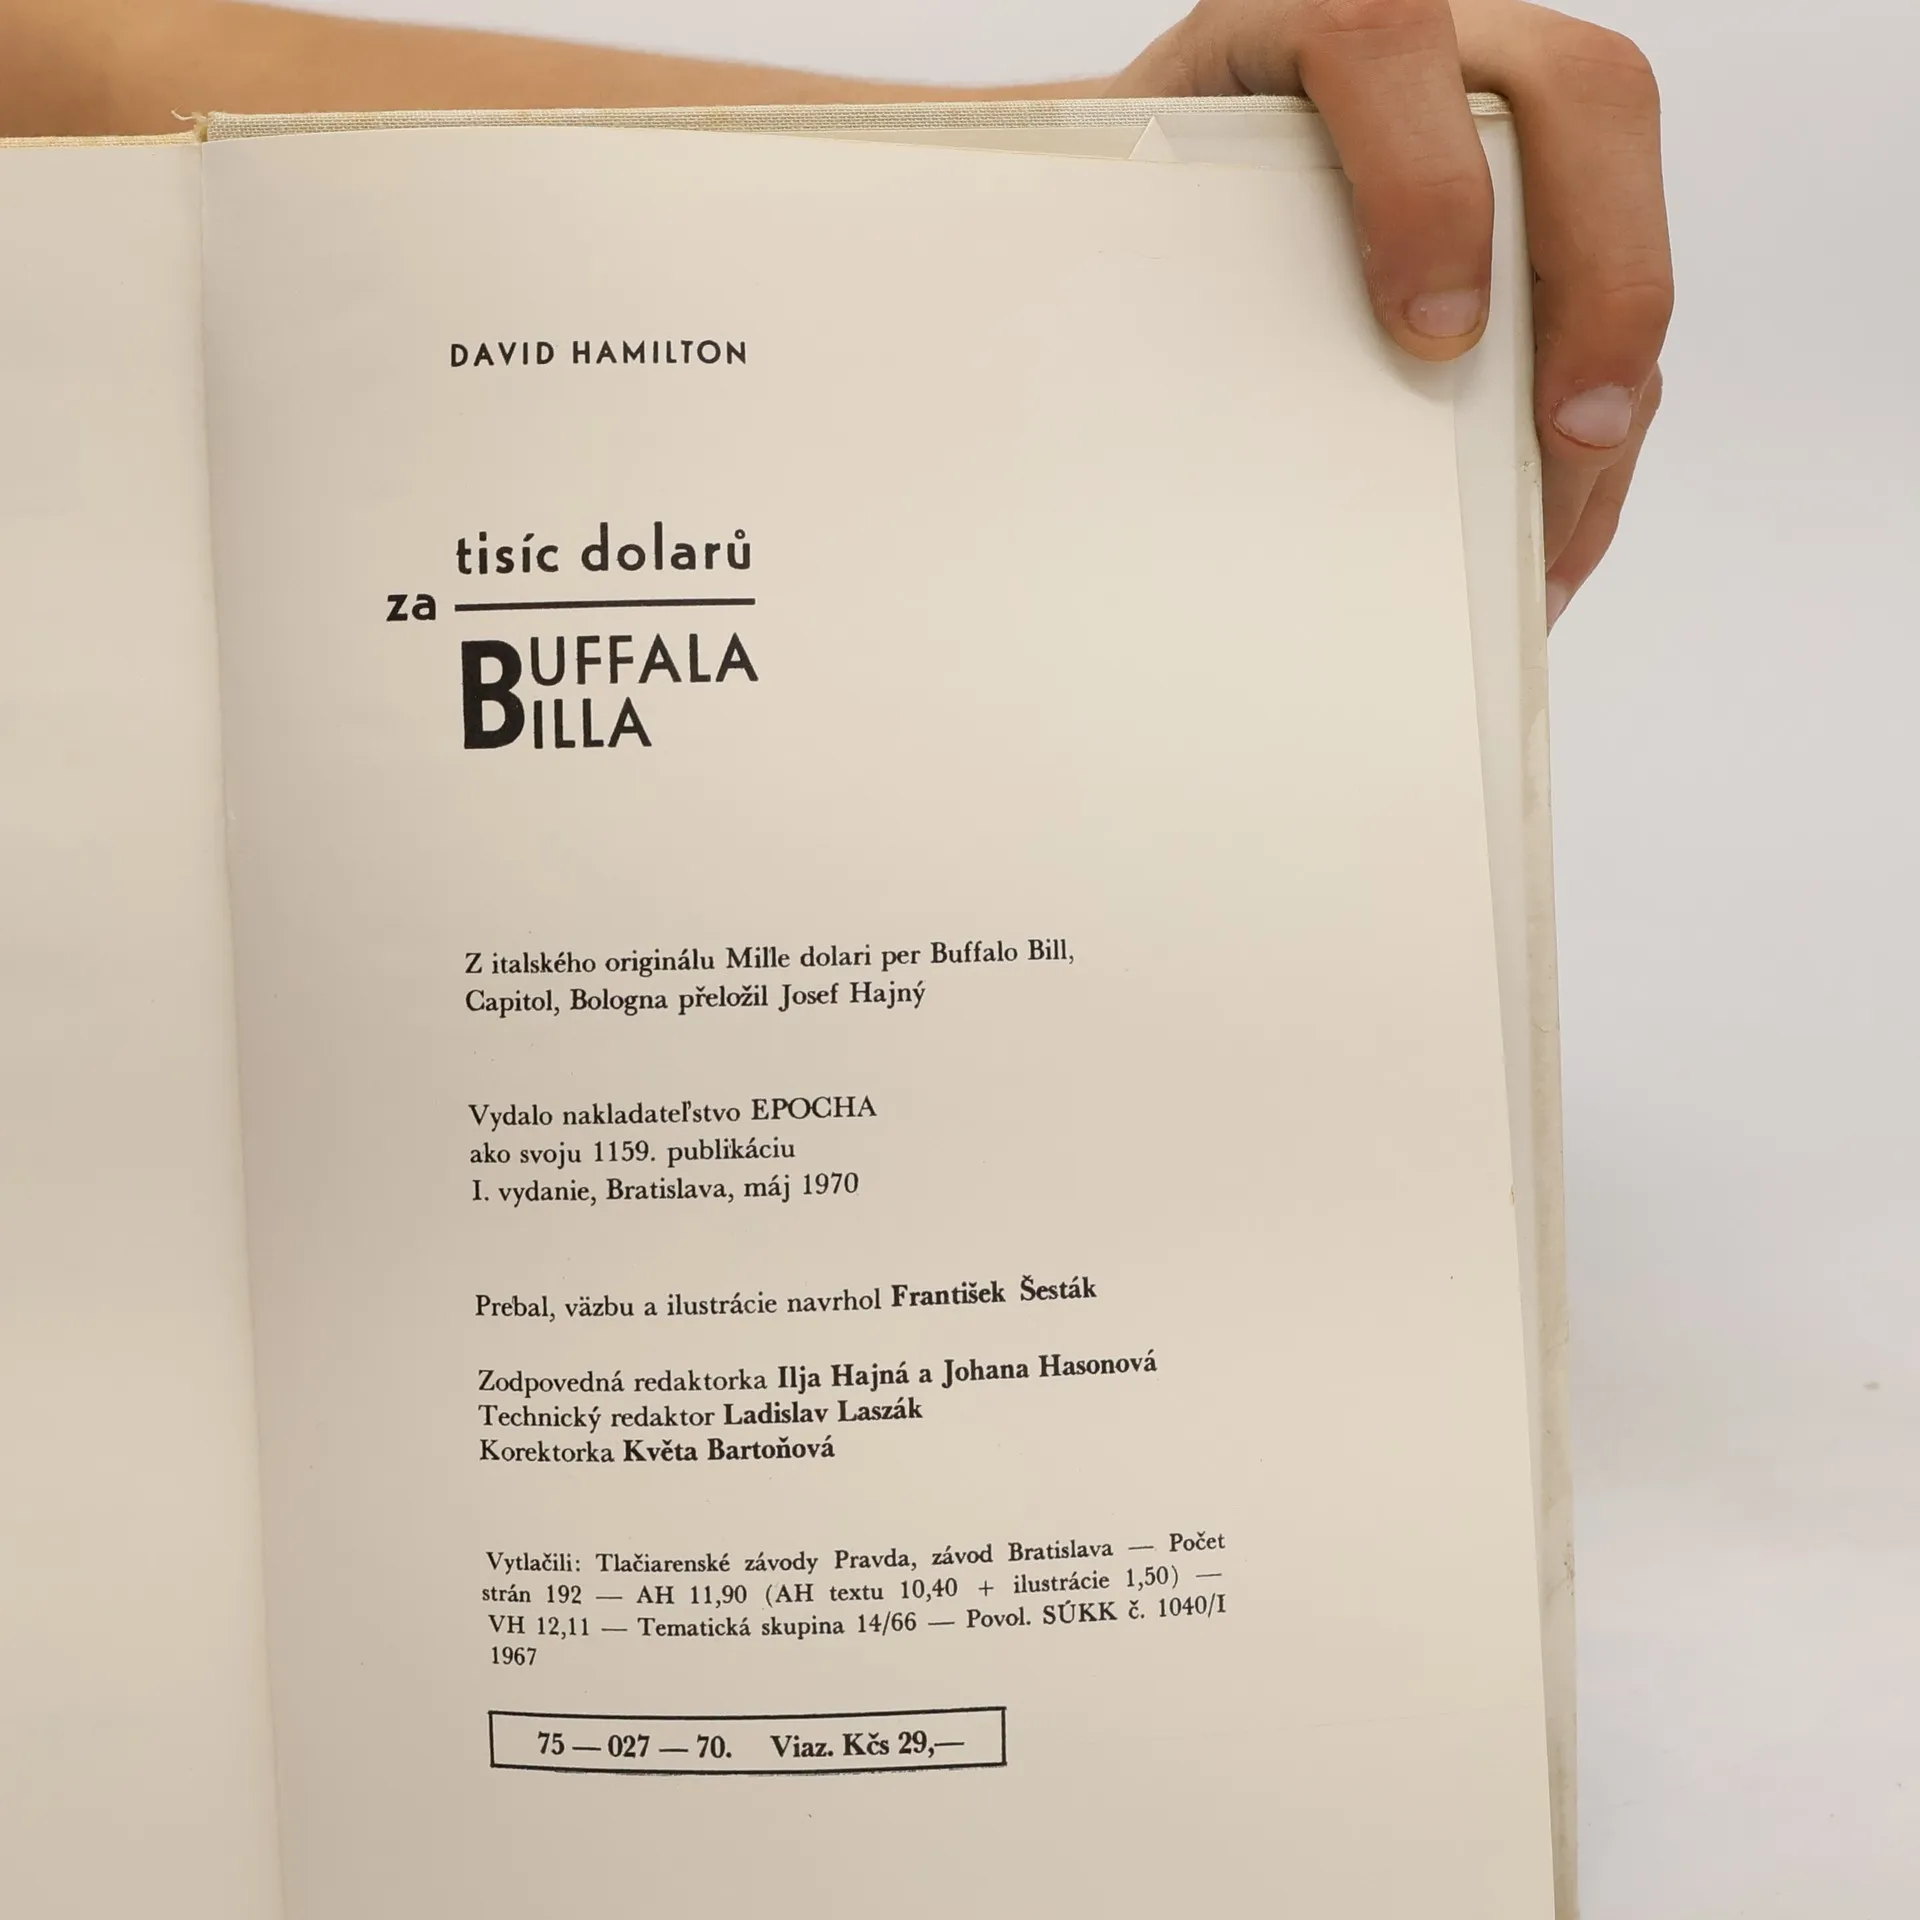 DAVID HAMILTON
tisíc dolarů
za
BUFFALA
BILLA
Z italského originálu Mille dolari per Buffalo Bill,
Capitol, Bologna přeložil Josef Hajný
Vydalo nakladateľstvo EPOCHA
ako svoju 1159. publikáciu
I. vydanie, Bratislava, máj 1970
Prebal, väzbu a ilustrácie navrhol František Šesták
Zodpovedná redaktorka Ilja Hajná a Johana Hasonová
Technický redaktor Ladislav Laszák
Korektorka Květa Bartoňová
Vytlačili: Tlačiarenské závody Pravda, závod Bratislava — Počet
strán 192 — AH 11,90 (AH textu 10,40 + ilustrácie 1,50) —
VH 12,11 — Tematická skupina 14/66 — Povol. SÚKK č. 1040/I
1967
75 — 027 — 70. Viaz. Kčs 29,—